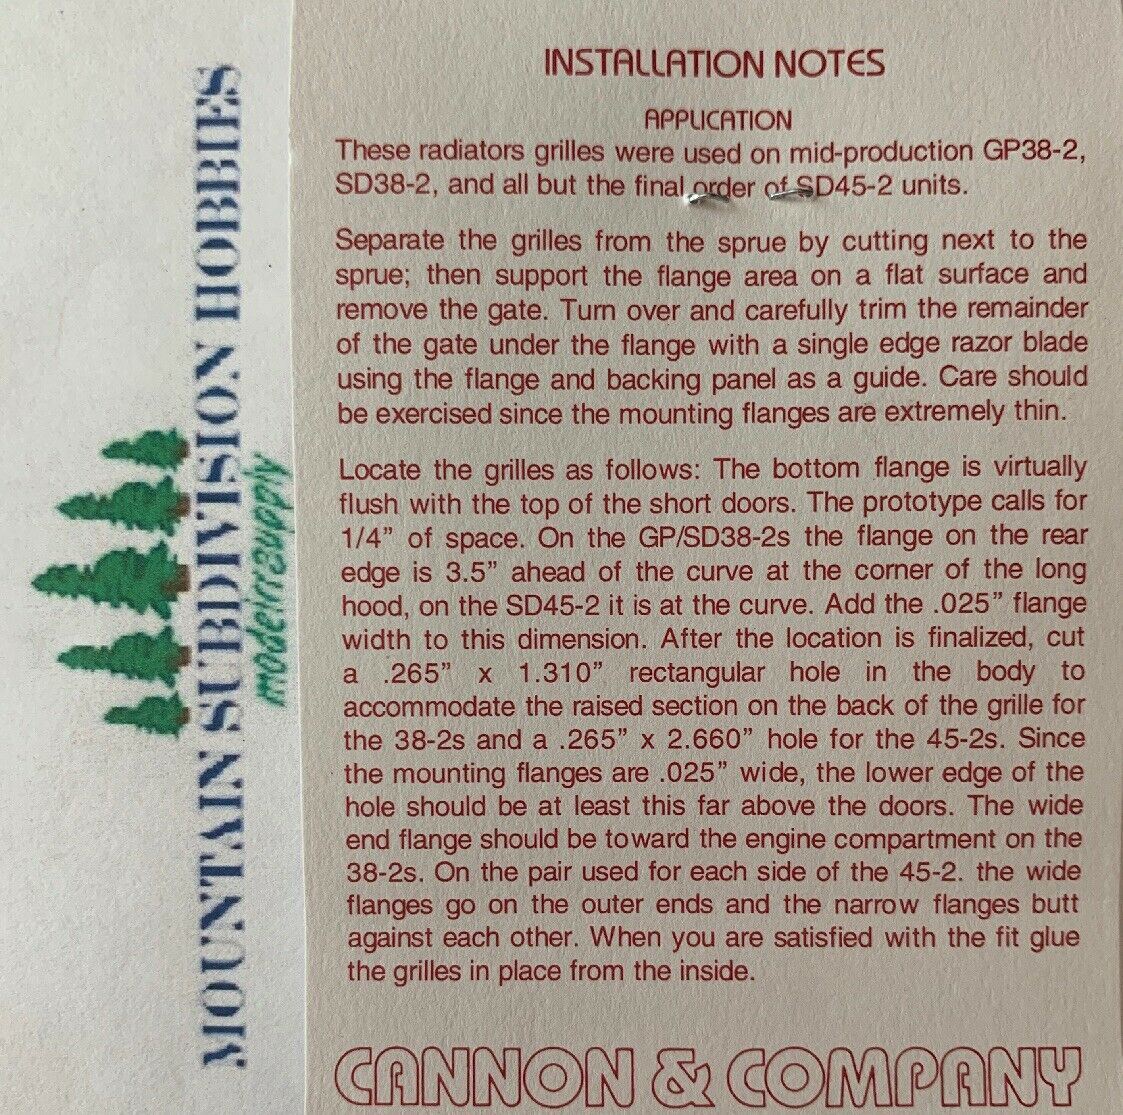 MOUNTAIN SUBDIVISION HOBBIES
modelrrsupply
INSTALLATION NOTES
APPLICATION
These radiators grilles were used on mid-production GP38-2,
SD38-2, and all but the final order of SD45-2 units.
Separate the grilles from the sprue by cutting next to the
sprue; then support the flange area on a flat surface and
remove the gate. Turn over and carefully trim the remainder
of the gate under the flange with a single edge razor blade
using the flange and backing panel as a guide. Care should
be exercised since the mounting flanges are extremely thin.
Locate the grilles as follows: The bottom flange is virtually
flush with the top of the short doors. The prototype calls for
1/4” of space. On the GP/SD38-2s the flange on the rear
edge is 3.5” ahead of the curve at the corner of the long
hood, on the SD45-2 it is at the curve. Add the .025” flange
width to this dimension. After the location is finalized, cut
a .265” x 1.310” rectangular hole in the body to
accommodate the raised section on the back of the grille for
the 38-2s and a .265” x 2.660” hole for the 45-2s. Since
the mounting flanges are .025” wide, the lower edge of the
hole should be at least this far above the doors. The wide
end flange should be toward the engine compartment on the
38-2s. On the pair used for each side of the 45-2. the wide
flanges go on the outer ends and the narrow flanges butt
against each other. When you are satisfied with the fit glue
the grilles in place from the inside.
CANNON & COMPANY